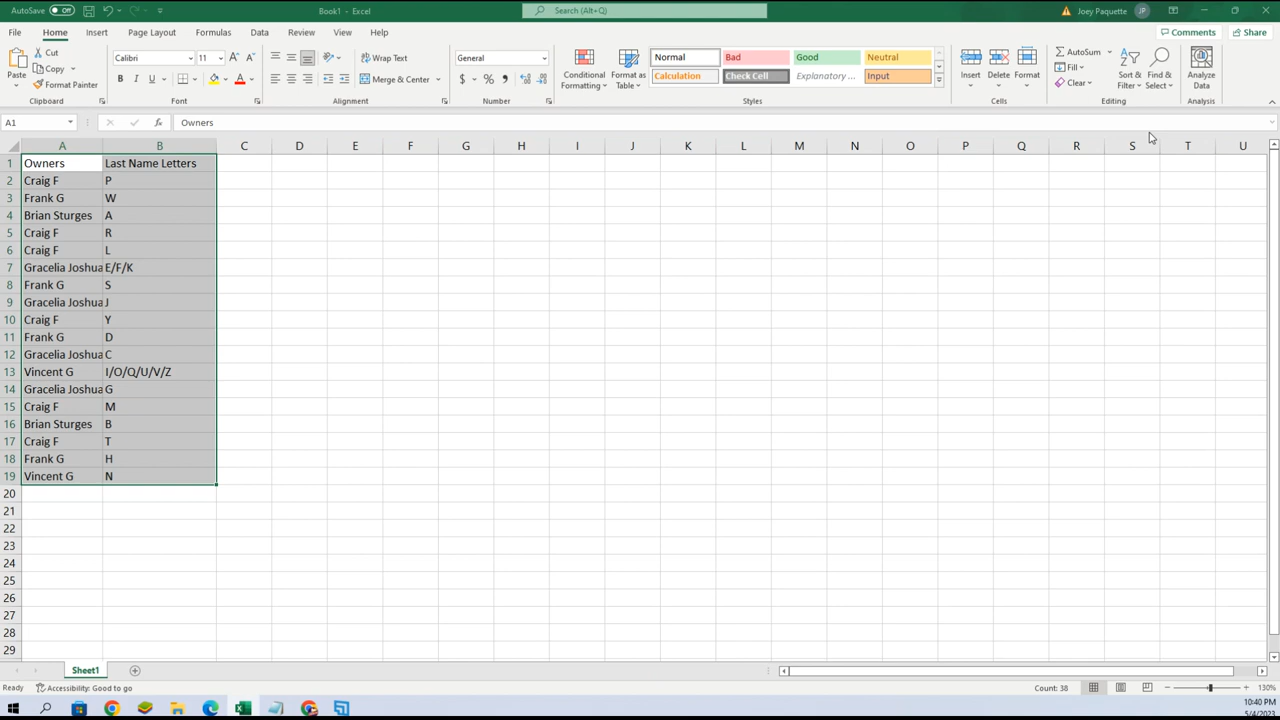 AutoSave Off Book1 - Excel Search (Alt+Q) Joey Paquette JP
File Home Insert Page Layout Formulas Data Review View Help Comments Share
Paste Cut Copy Format Painter Clipboard
Calibri 11 B I U A A A Font
Wrap Text Merge & Center Alignment
General $ % , Number
Conditional Formatting Format as Table
Normal Bad Good Neutral
Calculation Check Cell Explanatory ... Input
Styles
Insert Delete Format Cells
AutoSum Fill Clear Sort & Filter Find & Select Editing
Analyze Data Analysis
A1 fx Owners
A B C D E F G H I J K L M N O P Q R S T U
1 Owners Last Name Letters
2 Craig F P
3 Frank G W
4 Brian Sturges A
5 Craig F R
6 Craig F L
7 Gracelia Joshua E/F/K
8 Frank G S
9 Gracelia Joshua J
10 Craig F Y
11 Frank G D
12 Gracelia Joshua C
13 Vincent G I/O/Q/U/V/Z
14 Gracelia Joshua G
15 Craig F M
16 Brian Sturges B
17 Craig F T
18 Frank G H
19 Vincent G N
20
21
22
23
24
25
26
27
28
29
Sheet1
Ready Accessibility: Good to go Count: 38 130%
10:40 PM
5/4/2023